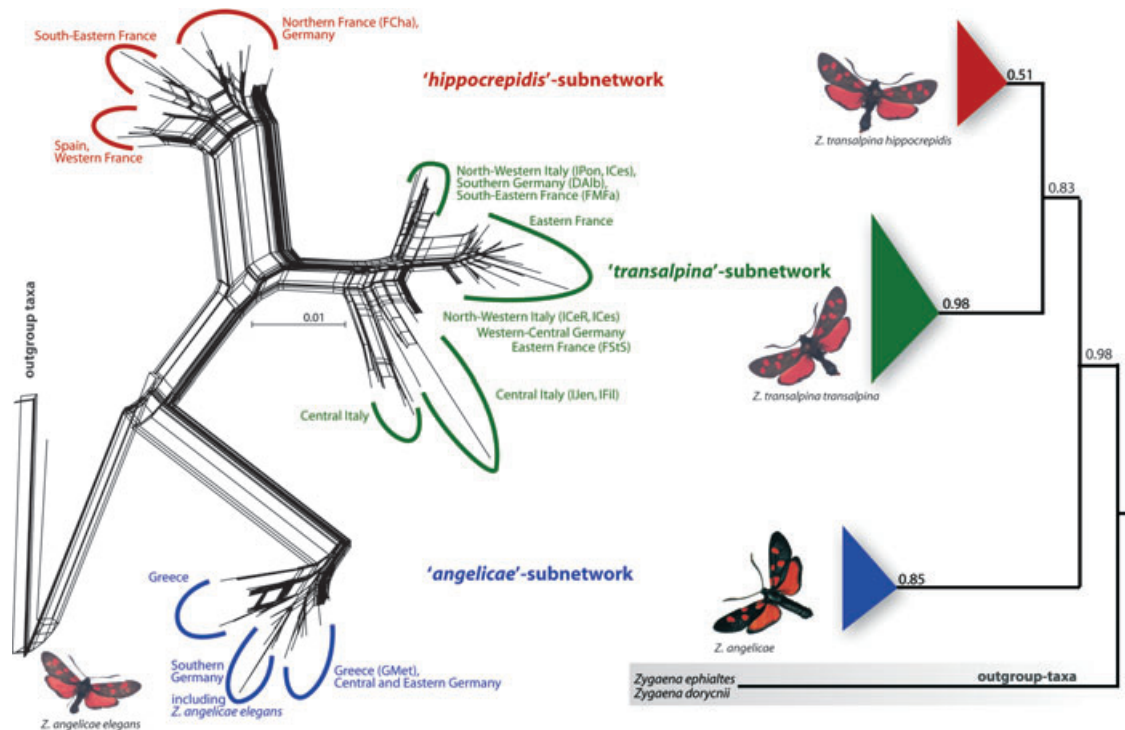 South-Eastern France
Northern France (FCha),
Germany
'hippocrepidis'-subnetwork
Spain,
Western France
North-Western Italy (IPon, ICes),
Southern Germany (DAlb),
South-Eastern France (FMFa)
Eastern France
'transalpina'-subnetwork
North-Western Italy (ICeR, ICes)
Western-Central Germany
Eastern France (FStS)
0.01
outgroup taxa
Central Italy (IJen, IFil)
Central Italy
'angelicae'-subnetwork
Greece
Southern
Germany
including
Z. angelicae elegans
Greece (GMet),
Central and Eastern Germany
Z. angelicae elegans
0.51
Z. transalpina hippocrepidis
0.83
0.98
Z. transalpina transalpina
0.98
0.85
Z. angelicae
Zygaena ephialtes
Zygaena dorycnii
outgroup-taxa